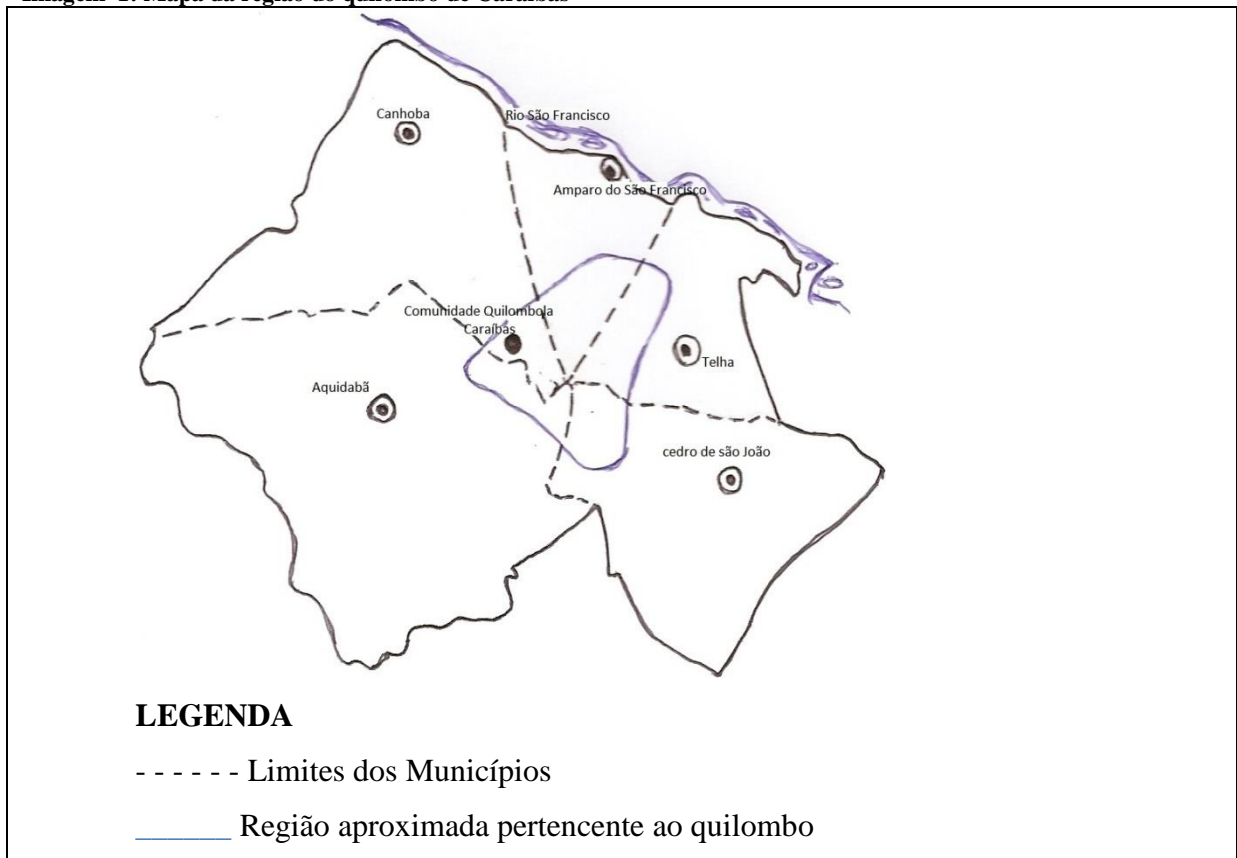 Imagem 1: Mapa da região do quilombo de Caraíbas
Canhoba
Rio São Francisco
Amparo do São Francisco
Comunidade Quilombola
Caraíbas
Telha
Aquidabã
cedro de são João
LEGENDA
- - - - - - Limites dos Municípios
______ Região aproximada pertencente ao quilombo